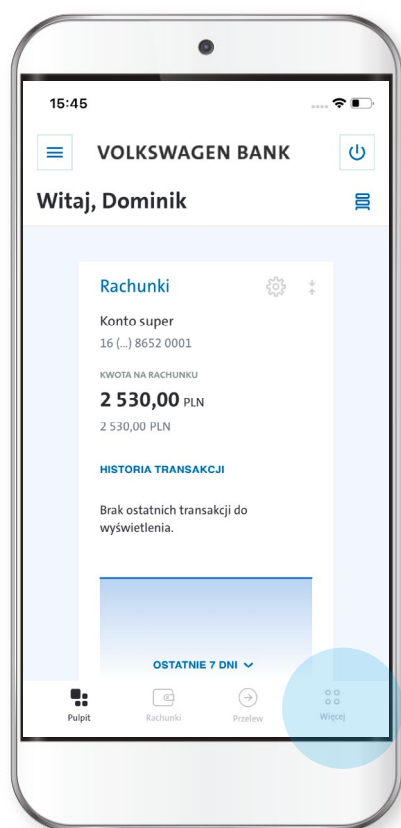 15:45
VOLKSWAGEN BANK
Witaj, Dominik
Rachunki
Konto super
16 (...) 8652 0001
KWOTA NA RACHUNKU
2 530,00 PLN
2 530,00 PLN
HISTORIA TRANSAKCJI
Brak ostatnich transakcji do
wyświetlenia.
OSTATNIE 7 DNI
Pulpit Rachunki Przelew Więcej